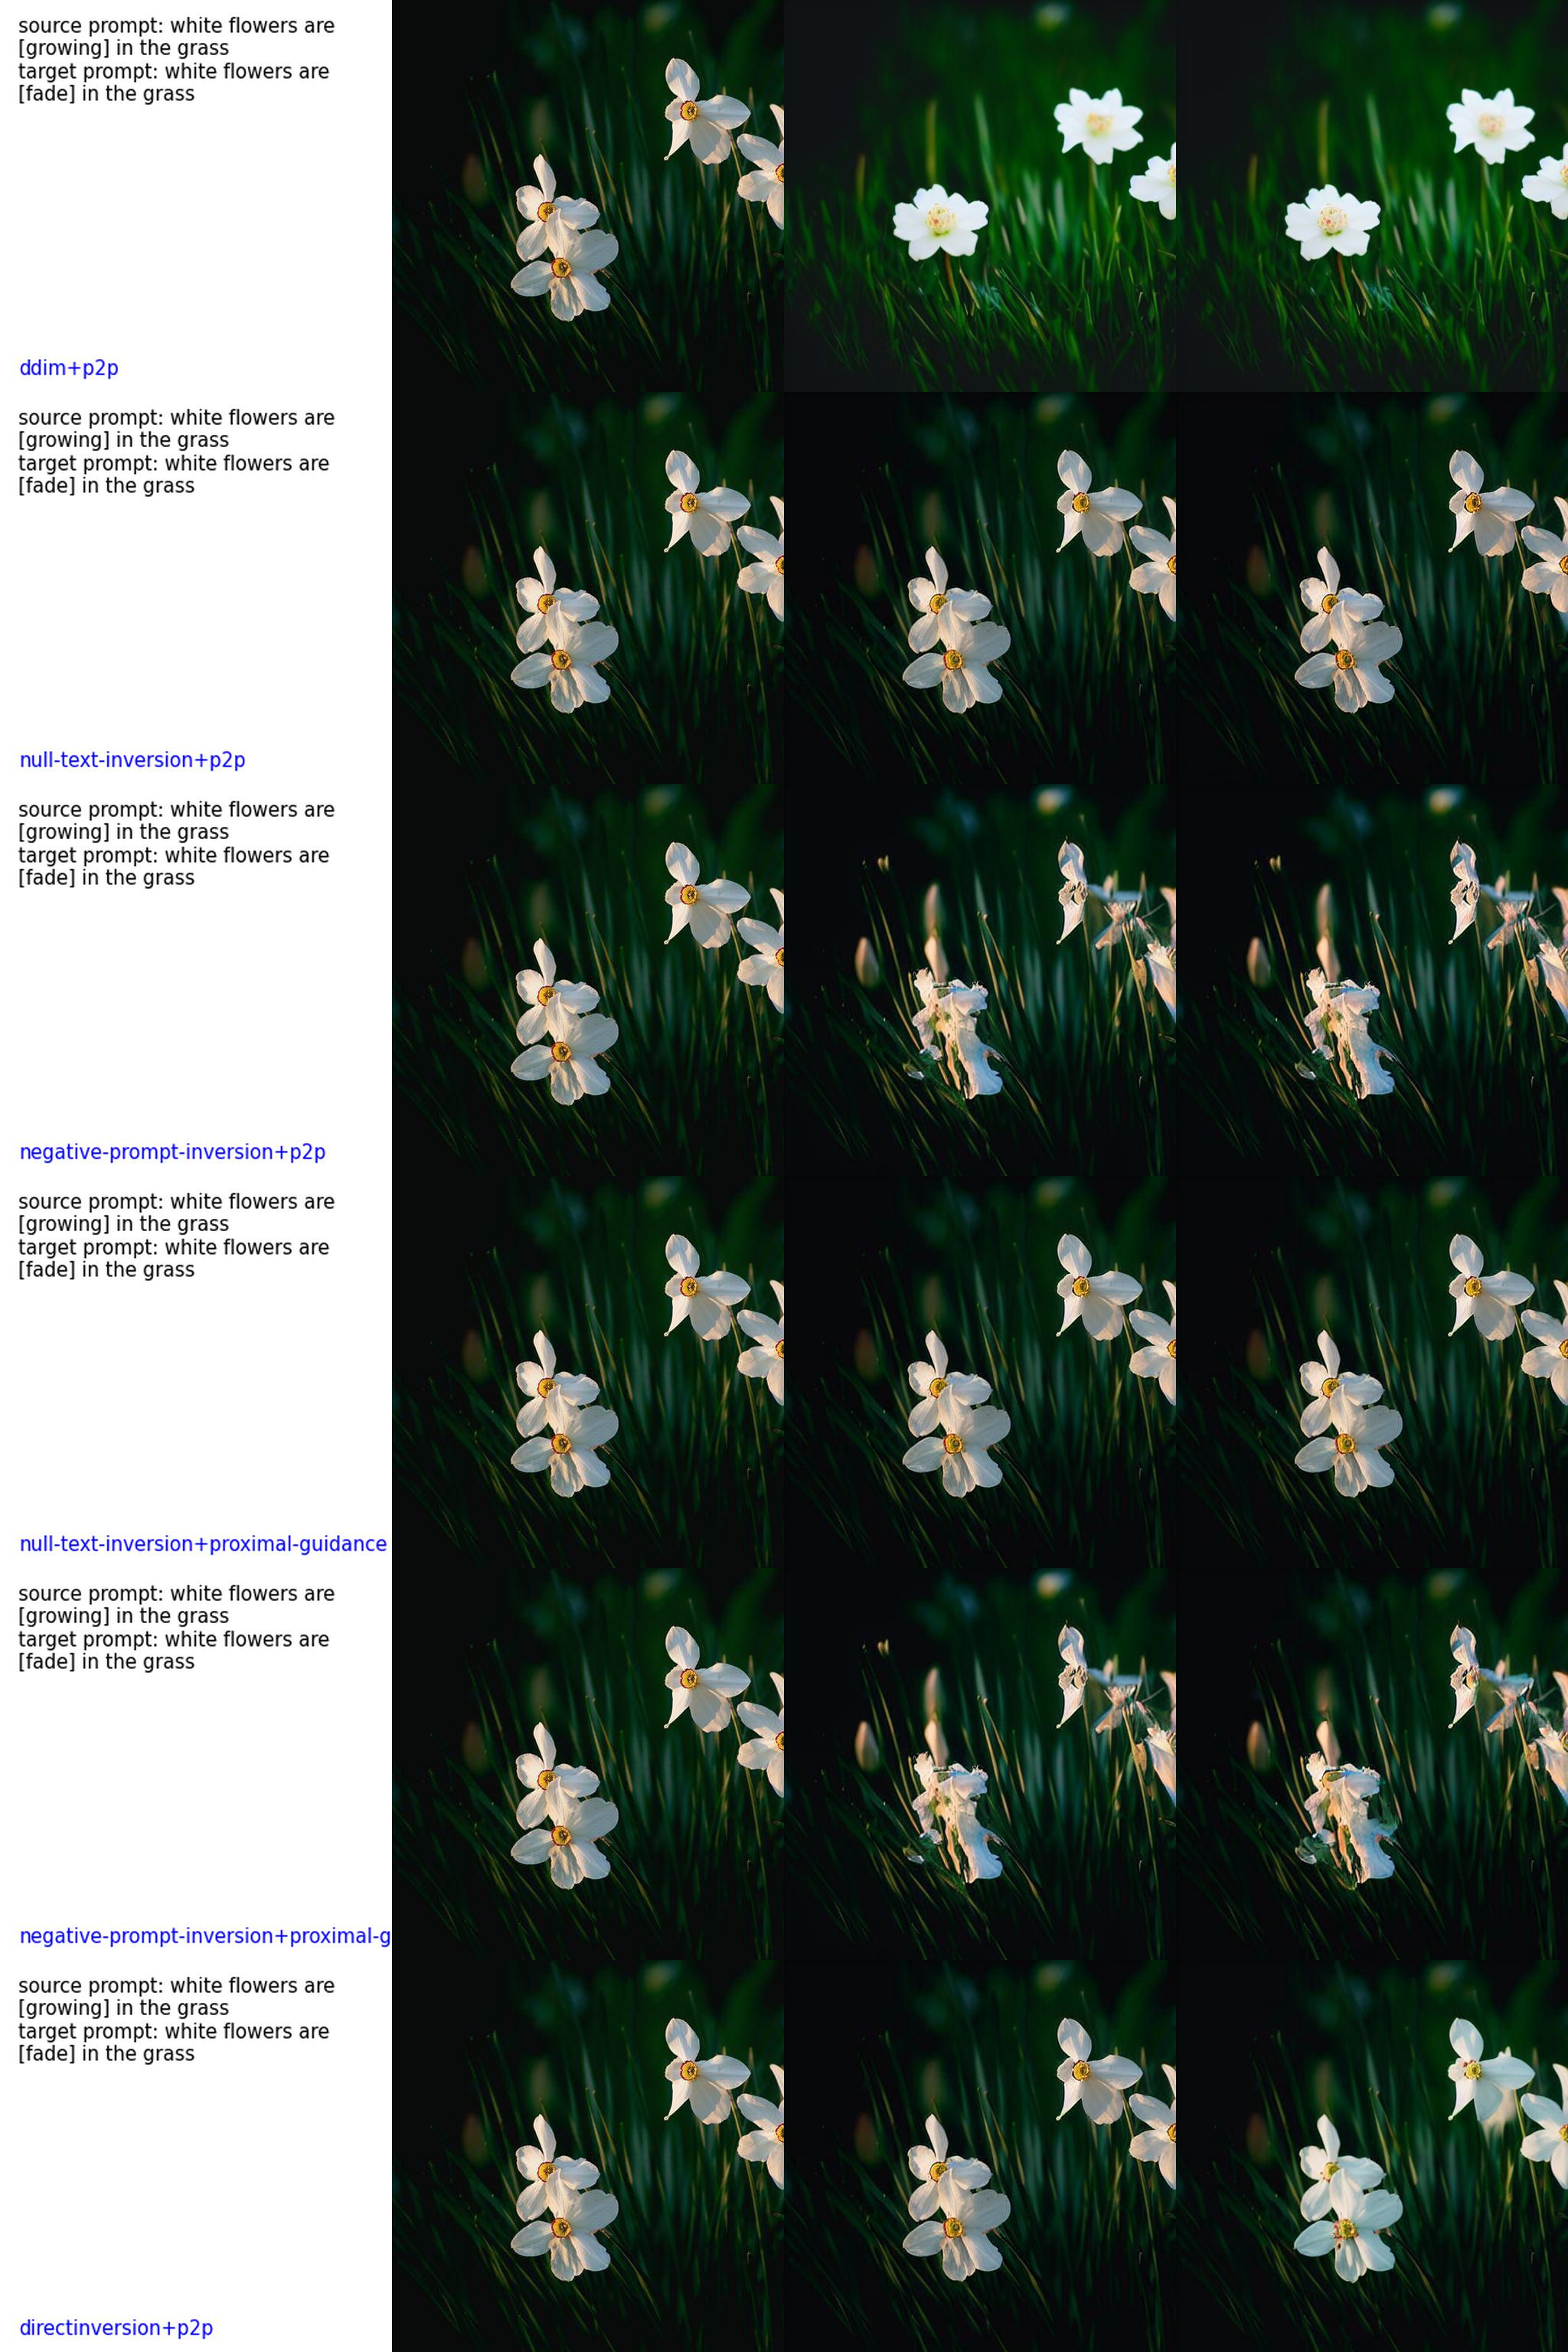 source prompt: white flowers are
[growing] in the grass
target prompt: white flowers are
[fade] in the grass
ddim+p2p
source prompt: white flowers are
[growing] in the grass
target prompt: white flowers are
[fade] in the grass
null-text-inversion+p2p
source prompt: white flowers are
[growing] in the grass
target prompt: white flowers are
[fade] in the grass
negative-prompt-inversion+p2p
source prompt: white flowers are
[growing] in the grass
target prompt: white flowers are
[fade] in the grass
null-text-inversion+proximal-guidance
source prompt: white flowers are
[growing] in the grass
target prompt: white flowers are
[fade] in the grass
negative-prompt-inversion+proximal-g
source prompt: white flowers are
[growing] in the grass
target prompt: white flowers are
[fade] in the grass
directinversion+p2p